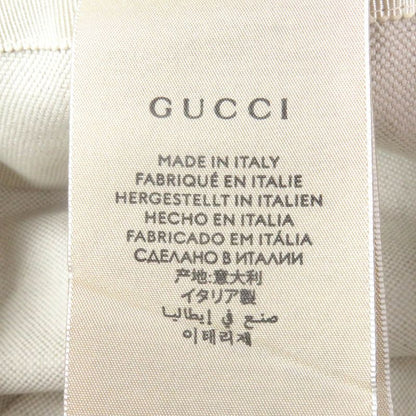 GUCCI
MADE IN ITALY
FABRIQUÉ EN ITALIE
HERGESTELLT IN ITALIEN
HECHO EN ITALIA
FABRICADO EM ITÁLIA
СДЕЛАНО В ИТАЛИИ
产地:意大利
イタリア製
صنع في إيطاليا
이태리제